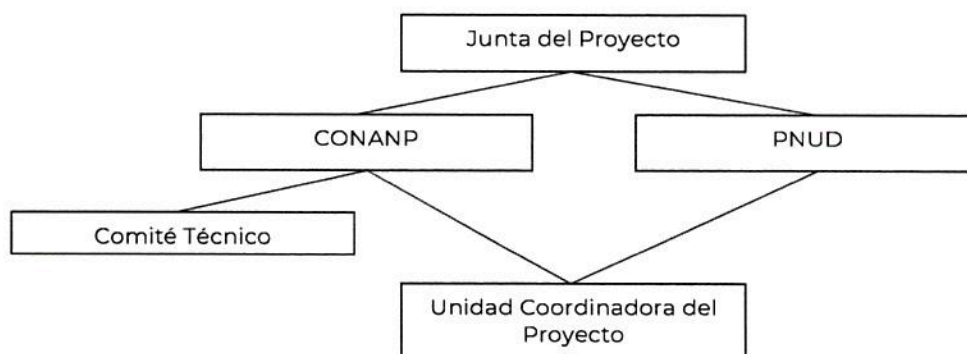 Junta del Proyecto
CONANP
PNUD
Comité Técnico
Unidad Coordinadora del
Proyecto